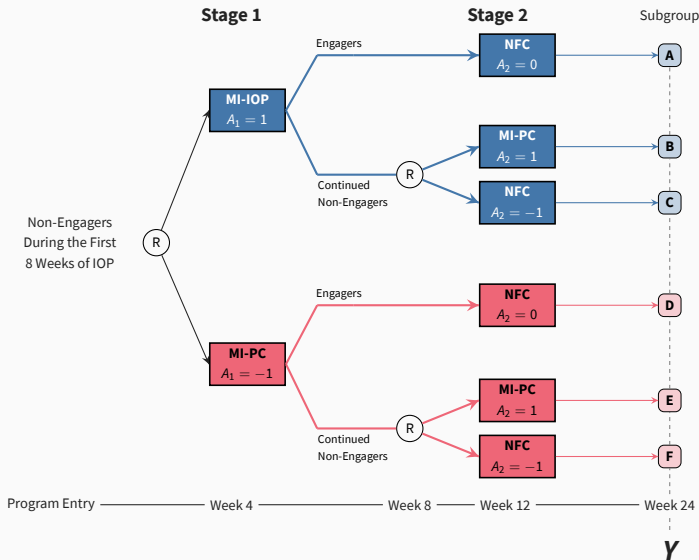 Stage 1
Stage 2
Subgroup
Engagers
NFC
A₂ = 0
A
MI-IOP
A₁ = 1
MI-PC
A₂ = 1
B
R
Continued
Non-Engagers
NFC
A₂ = −1
C
Non-Engagers
During the First
8 Weeks of IOP
R
Engagers
NFC
A₂ = 0
D
MI-PC
A₁ = −1
MI-PC
A₂ = 1
E
R
Continued
Non-Engagers
NFC
A₂ = −1
F
Program Entry
Week 4
Week 8
Week 12
Week 24
Y